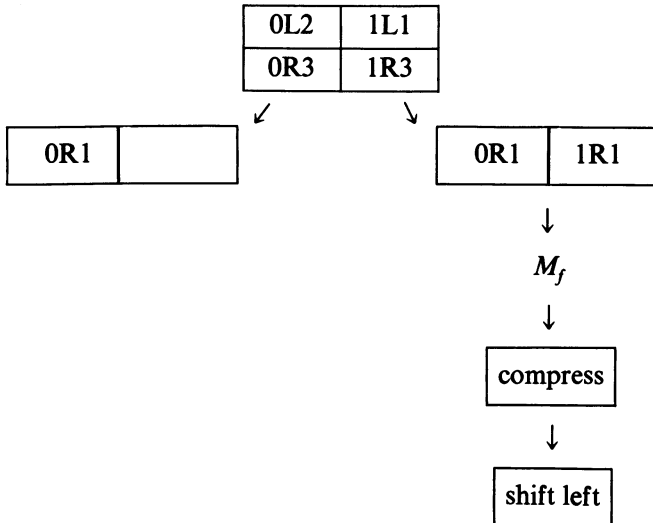 0L2 1L1
0R3 1R3
↙ ↘
0R1
0R1 1R1
↓
M_f
↓
compress
↓
shift left